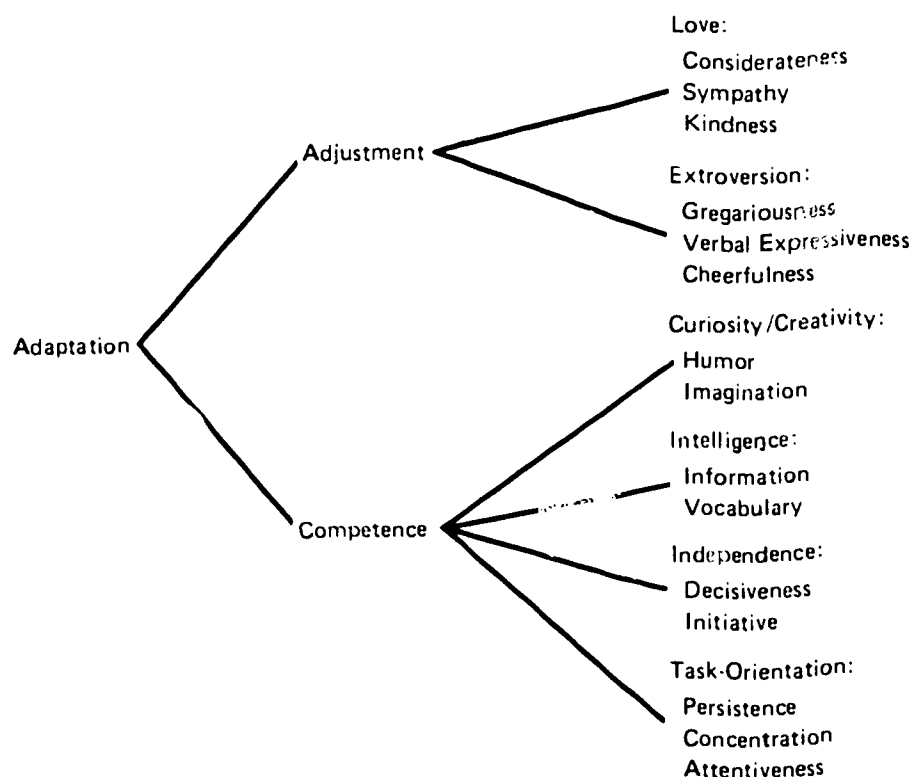 Love:
Considerateness
Sympathy
Kindness
Adjustment
Extroversion:
Gregariousness
Verbal Expressiveness
Cheerfulness
Adaptation
Curiosity/Creativity:
Humor
Imagination
Intelligence:
Information
Vocabulary
Competence
Independence:
Decisiveness
Initiative
Task-Orientation:
Persistence
Concentration
Attentiveness